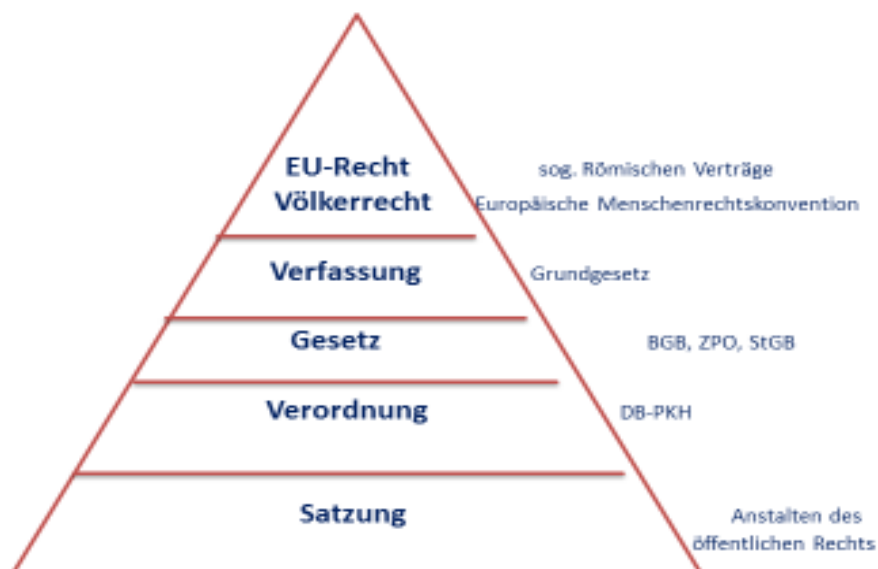 EU-Recht
Völkerrecht
sog. Römischen Verträge
Europäische Menschenrechtskonvention
Verfassung
Grundgesetz
Gesetz
BGB, ZPO, StGB
Verordnung
DB-PKH
Satzung
Anstalten des
öffentlichen Rechts